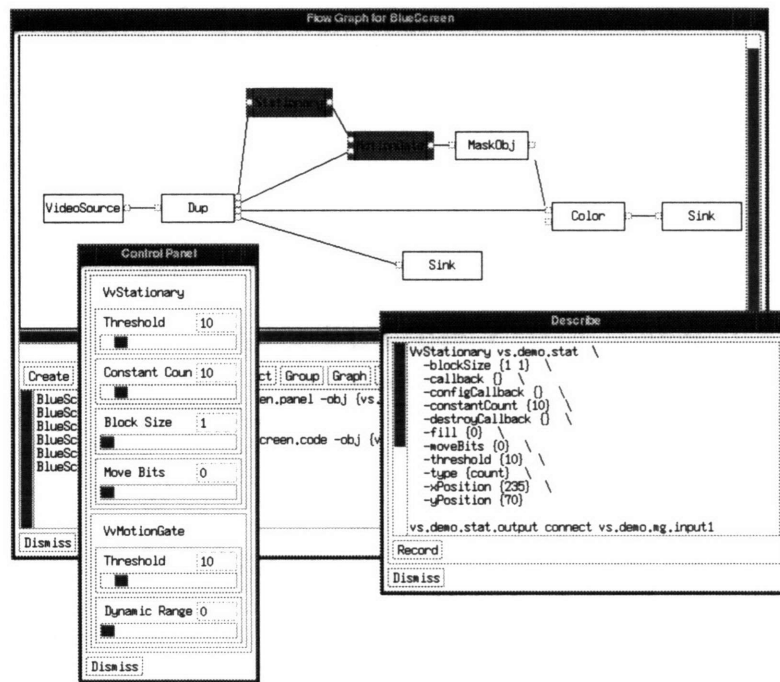 Flow Graph for BlueScreen
Stationary
MaskObj
VideoSource
Dup
Color
Sink
Sink
Control Panel
VvStationary
Threshold 10
Constant Coun 10
Block Size 1
Move Bits 0
VvMotionGate
Threshold 10
Dynamic Range 0
Dismiss
Create
ct Group Graph
BlueSc
een.panel -obj {vs.
BlueSc
BlueSc
BlueSc
screen.code -obj {v
BlueSc
BlueSc
Dismiss
Describe
VvStationary vs.demo.stat \
-blockSize {1 1} \
-callback {} \
-configCallback {} \
-constantCount {10} \
-destroyCallback {} \
-fill {0} \
-moveBits {0} \
-threshold {10} \
-type {count} \
-xPosition {235} \
-yPosition {70}
vs.demo.stat.output connect vs.demo.mg.input1
Record
Dismiss